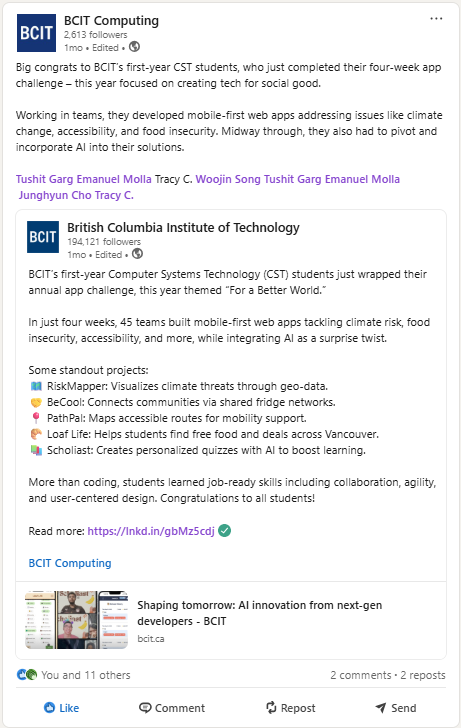 BCIT
BCIT Computing
2,613 followers
1mo • Edited •
Big congrats to BCIT's first-year CST students, who just completed their four-week app
challenge – this year focused on creating tech for social good.
Working in teams, they developed mobile-first web apps addressing issues like climate
change, accessibility, and food insecurity. Midway through, they also had to pivot and
incorporate AI into their solutions.
Tushit Garg Emanuel Molla Tracy C. Woojin Song Tushit Garg Emanuel Molla
Junghyun Cho Tracy C.
BCIT
British Columbia Institute of Technology
194,121 followers
1mo • Edited •
BCIT's first-year Computer Systems Technology (CST) students just wrapped their
annual app challenge, this year themed "For a Better World."
In just four weeks, 45 teams built mobile-first web apps tackling climate risk, food
insecurity, accessibility, and more, while integrating AI as a surprise twist.
Some standout projects:
RiskMapper: Visualizes climate threats through geo-data.
BeCool: Connects communities via shared fridge networks.
PathPal: Maps accessible routes for mobility support.
Loaf Life: Helps students find free food and deals across Vancouver.
Scholiast: Creates personalized quizzes with AI to boost learning.
More than coding, students learned job-ready skills including collaboration, agility,
and user-centered design. Congratulations to all students!
Read more: https://lnkd.in/gbMz5cdj
BCIT Computing
Shaping tomorrow: AI innovation from next-gen
developers - BCIT
bcit.ca
You and 11 others
2 comments • 2 reposts
Like
Comment
Repost
Send